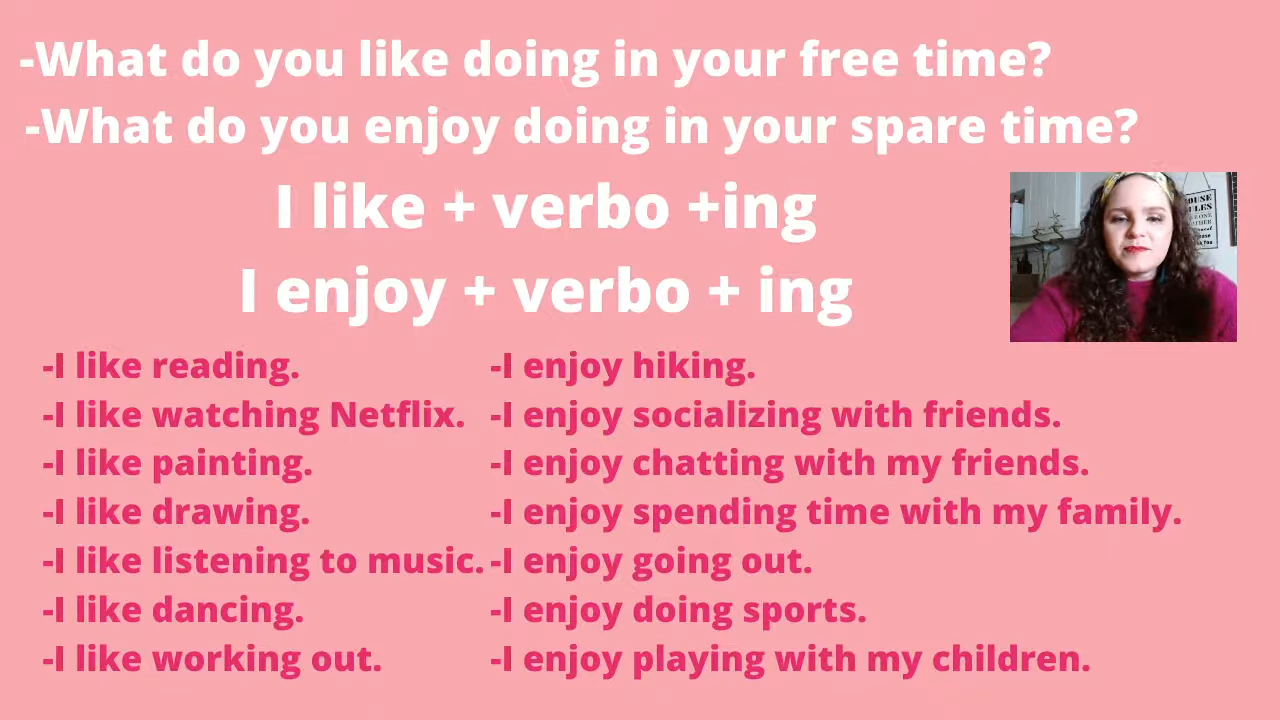 -What do you like doing in your free time?
-What do you enjoy doing in your spare time?
I like + verbo +ing
I enjoy + verbo + ing
-I like reading.
-I like watching Netflix.
-I like painting.
-I like drawing.
-I like listening to music.
-I like dancing.
-I like working out.
-I enjoy hiking.
-I enjoy socializing with friends.
-I enjoy chatting with my friends.
-I enjoy spending time with my family.
-I enjoy going out.
-I enjoy doing sports.
-I enjoy playing with my children.